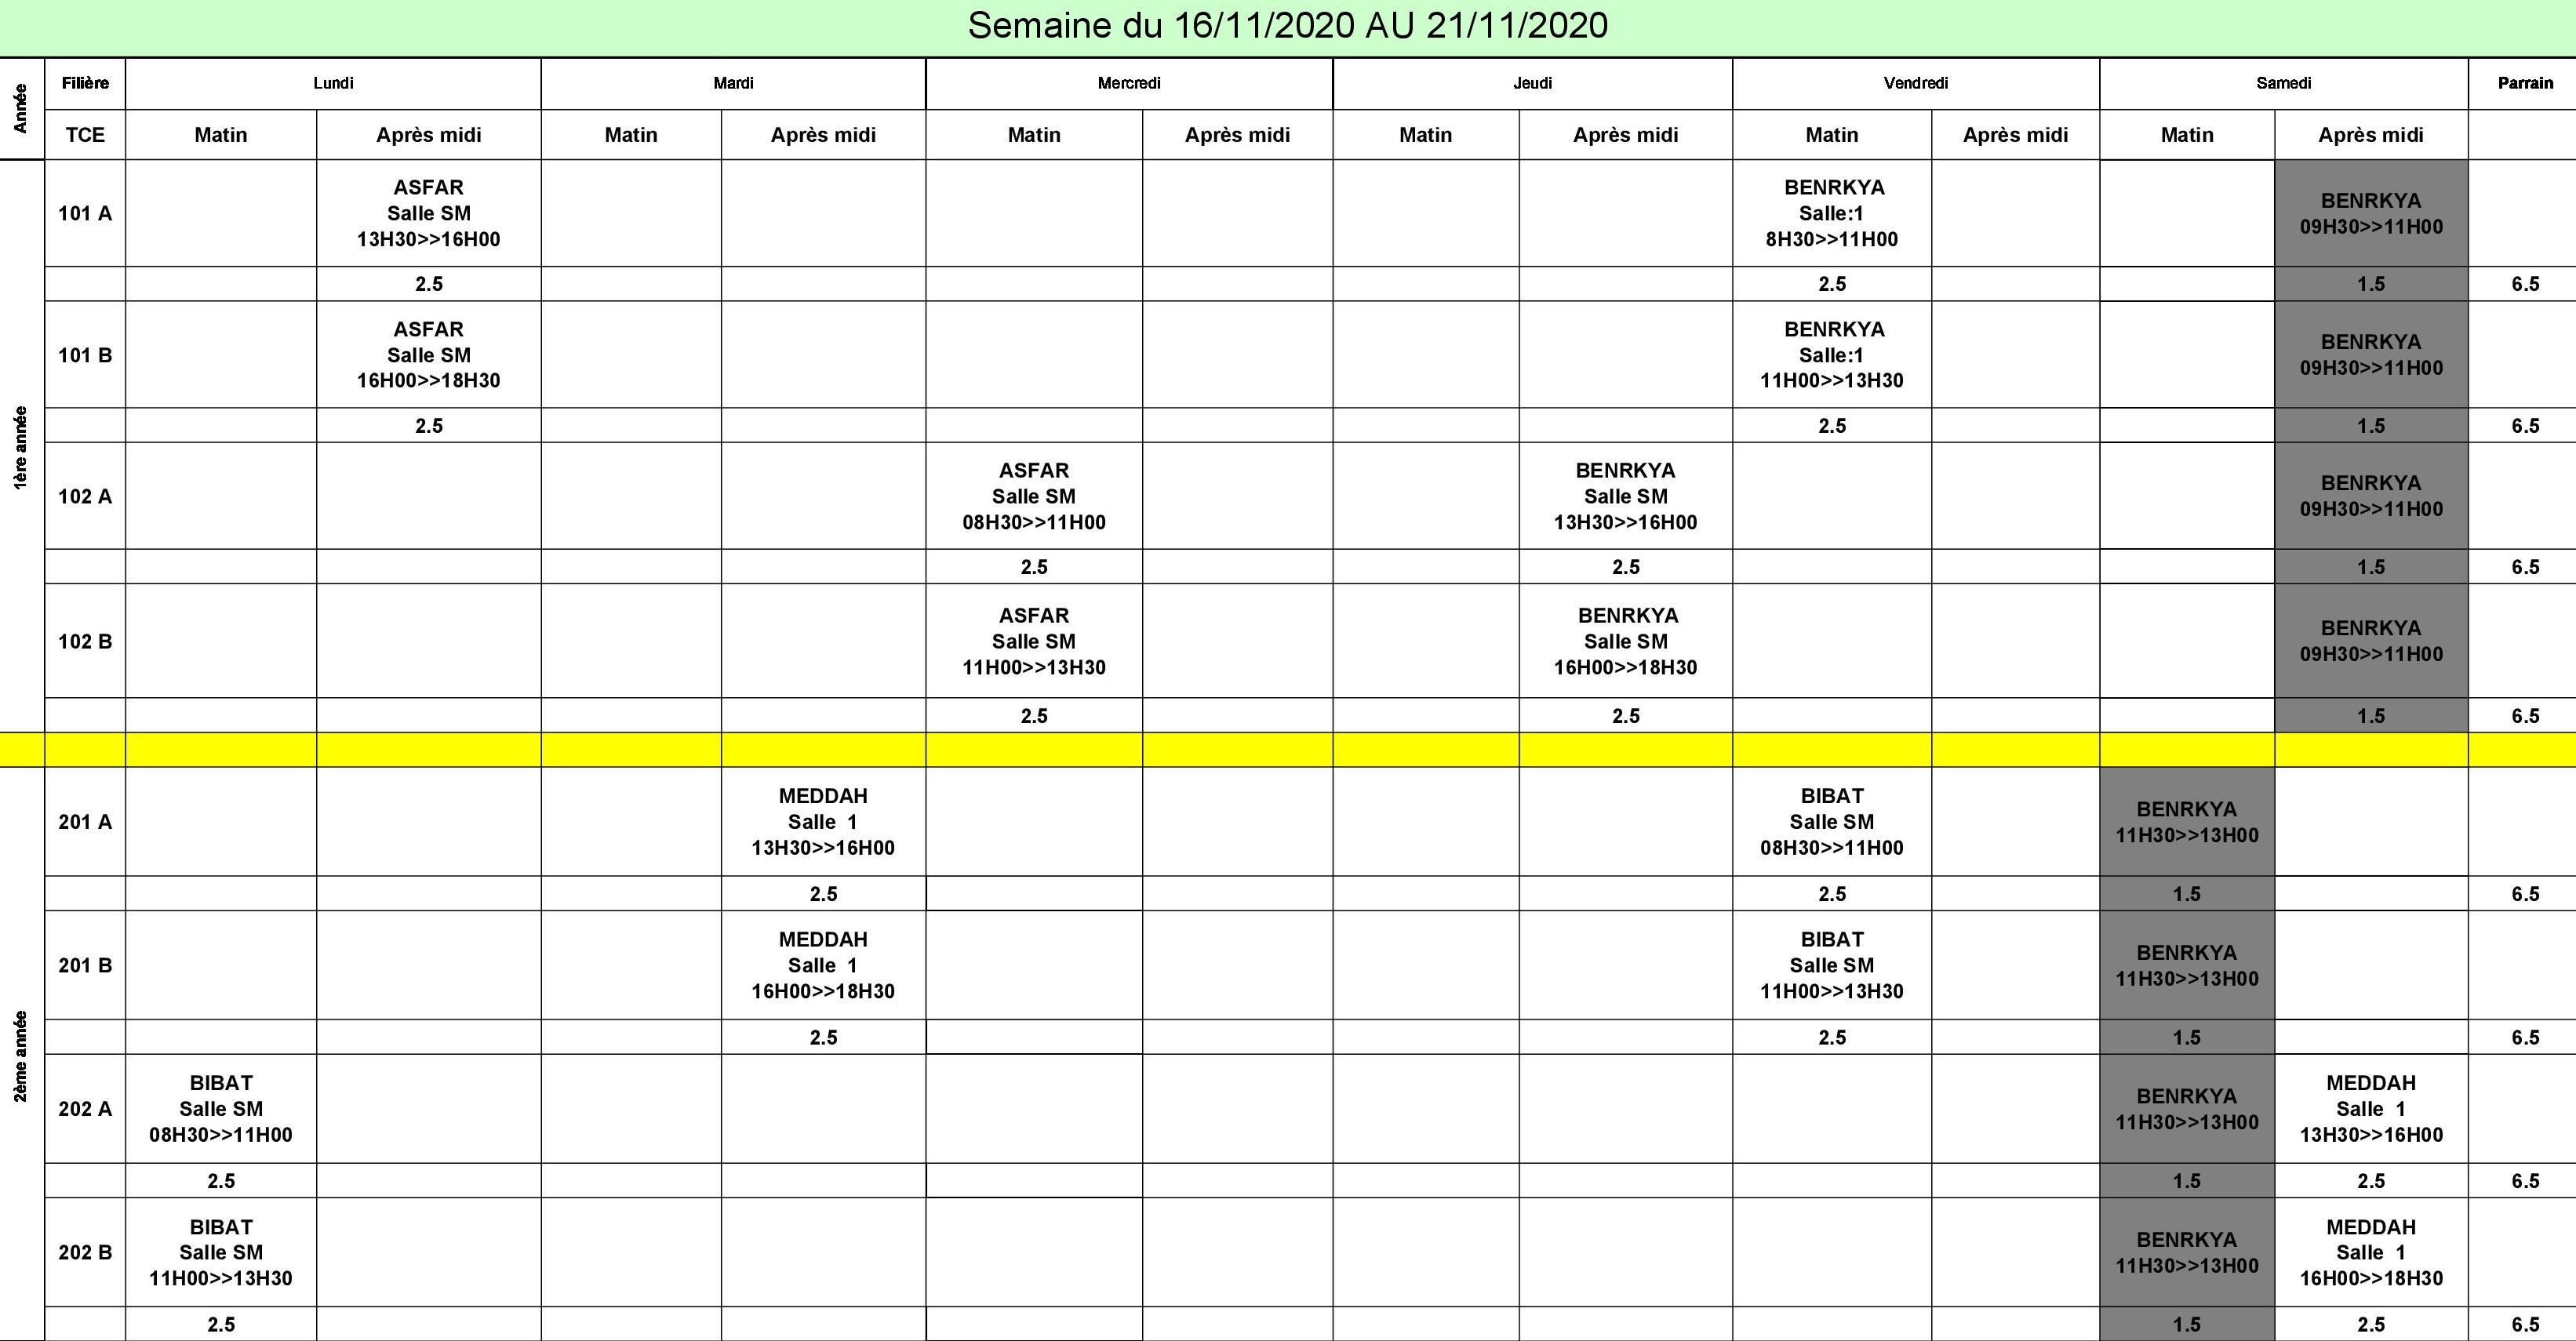 Semaine du 16/11/2020 AU 21/11/2020
Année Filière Lundi Mardi Mercredi Jeudi Vendredi Samedi Parrain
TCE Matin Après midi Matin Après midi Matin Après midi Matin Après midi Matin Après midi Matin Après midi
1ère année
101 A
ASFAR
Salle SM
13H30>>16H00
BENRKYA
Salle:1
8H30>>11H00
BENRKYA
09H30>>11H00
2.5 2.5 1.5 6.5
101 B
ASFAR
Salle SM
16H00>>18H30
BENRKYA
Salle:1
11H00>>13H30
BENRKYA
09H30>>11H00
2.5 2.5 1.5 6.5
102 A
ASFAR
Salle SM
08H30>>11H00
BENRKYA
Salle SM
13H30>>16H00
BENRKYA
09H30>>11H00
2.5 2.5 1.5 6.5
102 B
ASFAR
Salle SM
11H00>>13H30
BENRKYA
Salle SM
16H00>>18H30
BENRKYA
09H30>>11H00
2.5 2.5 1.5 6.5
2ème année
201 A
MEDDAH
Salle 1
13H30>>16H00
BIBAT
Salle SM
08H30>>11H00
BENRKYA
11H30>>13H00
2.5 2.5 1.5 6.5
201 B
MEDDAH
Salle 1
16H00>>18H30
BIBAT
Salle SM
11H00>>13H30
BENRKYA
11H30>>13H00
2.5 2.5 1.5 6.5
202 A
BIBAT
Salle SM
08H30>>11H00
BENRKYA
11H30>>13H00
MEDDAH
Salle 1
13H30>>16H00
2.5 1.5 2.5 6.5
202 B
BIBAT
Salle SM
11H00>>13H30
BENRKYA
11H30>>13H00
MEDDAH
Salle 1
16H00>>18H30
2.5 1.5 2.5 6.5